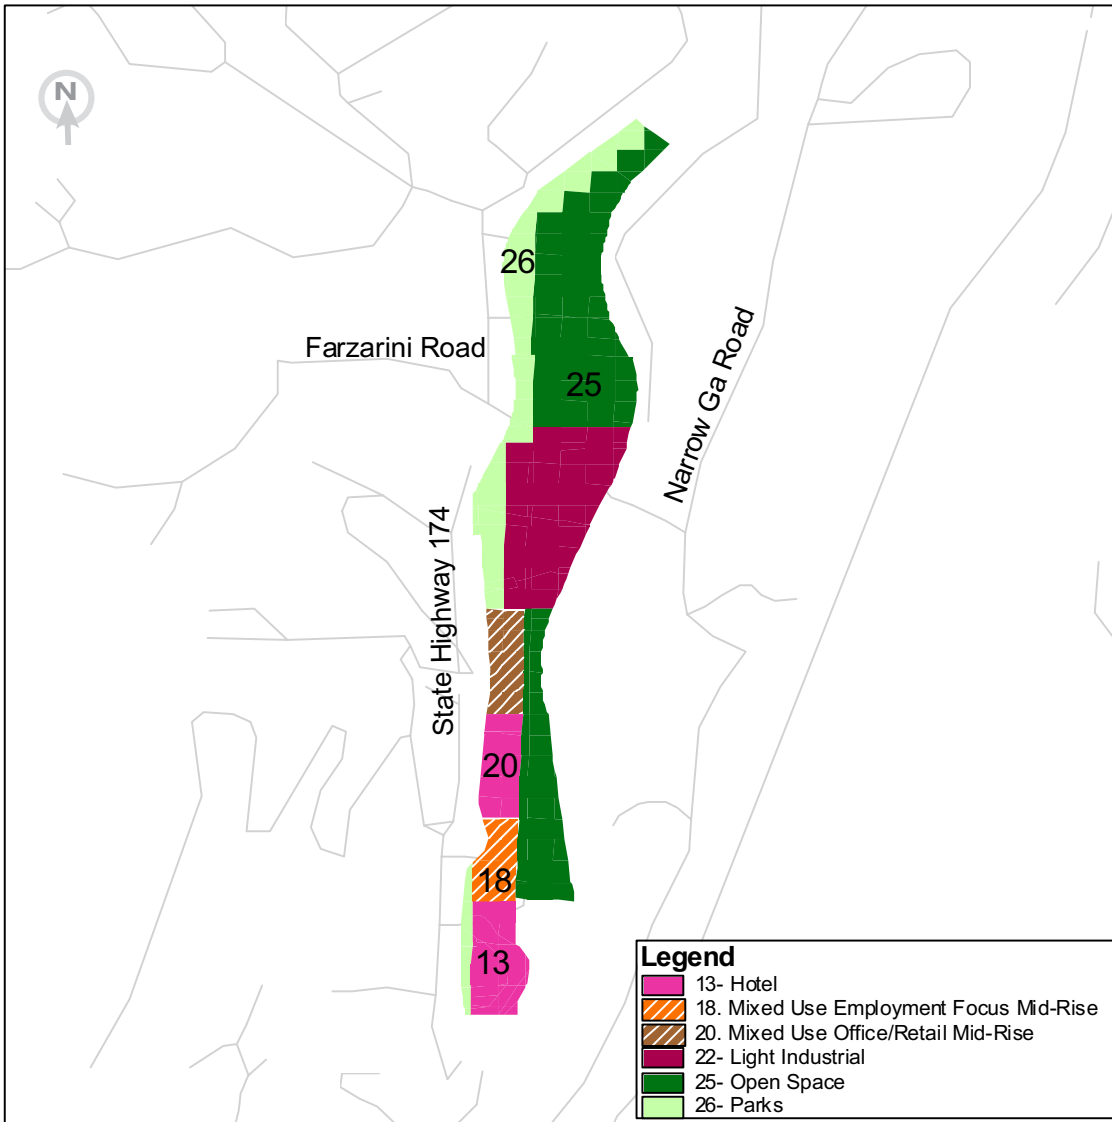 N
26
Farzarini Road
25
Narrow Ga Road
State Highway 174
20
18
13
Legend
13- Hotel
18. Mixed Use Employment Focus Mid-Rise
20. Mixed Use Office/Retail Mid-Rise
22- Light Industrial
25- Open Space
26- Parks